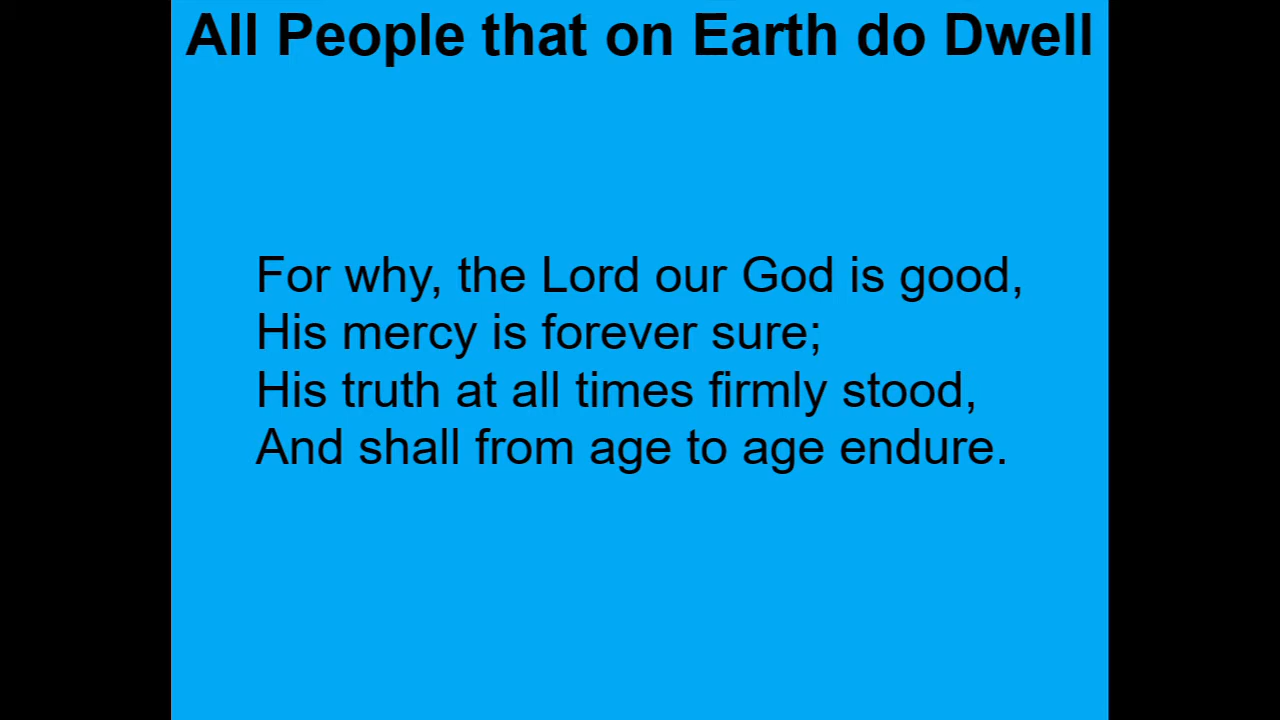 All People that on Earth do Dwell
For why, the Lord our God is good,
His mercy is forever sure;
His truth at all times firmly stood,
And shall from age to age endure.